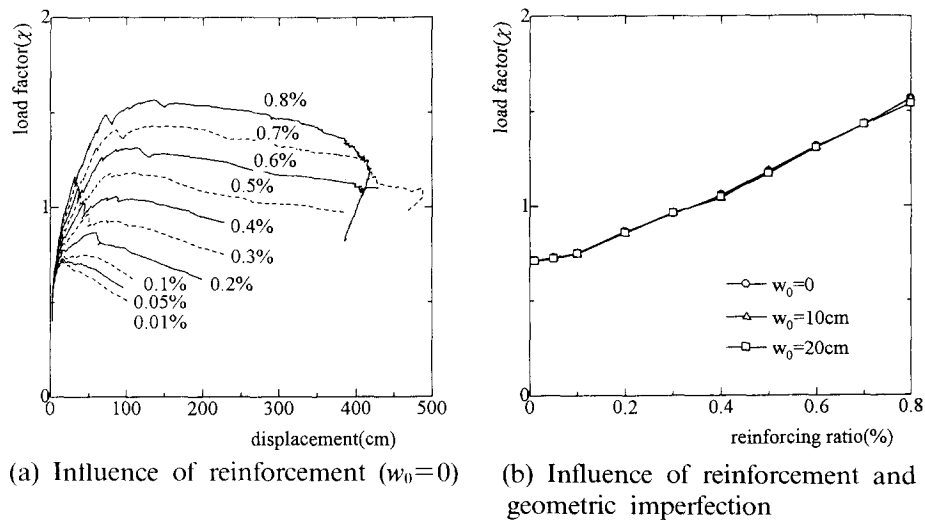 2
load factor(χ)
1
0
0.8%
0.7%
0.6%
0.5%
0.4%
0.3%
0.2%
0.1%
0.05%
0.01%
0 100 200 300 400 500
displacement(cm)
(a) Influence of reinforcement (w₀=0)
2
load factor(χ)
1
0
w₀=0
w₀=10cm
w₀=20cm
0 0.2 0.4 0.6 0.8
reinforcing ratio(%)
(b) Influence of reinforcement and
geometric imperfection